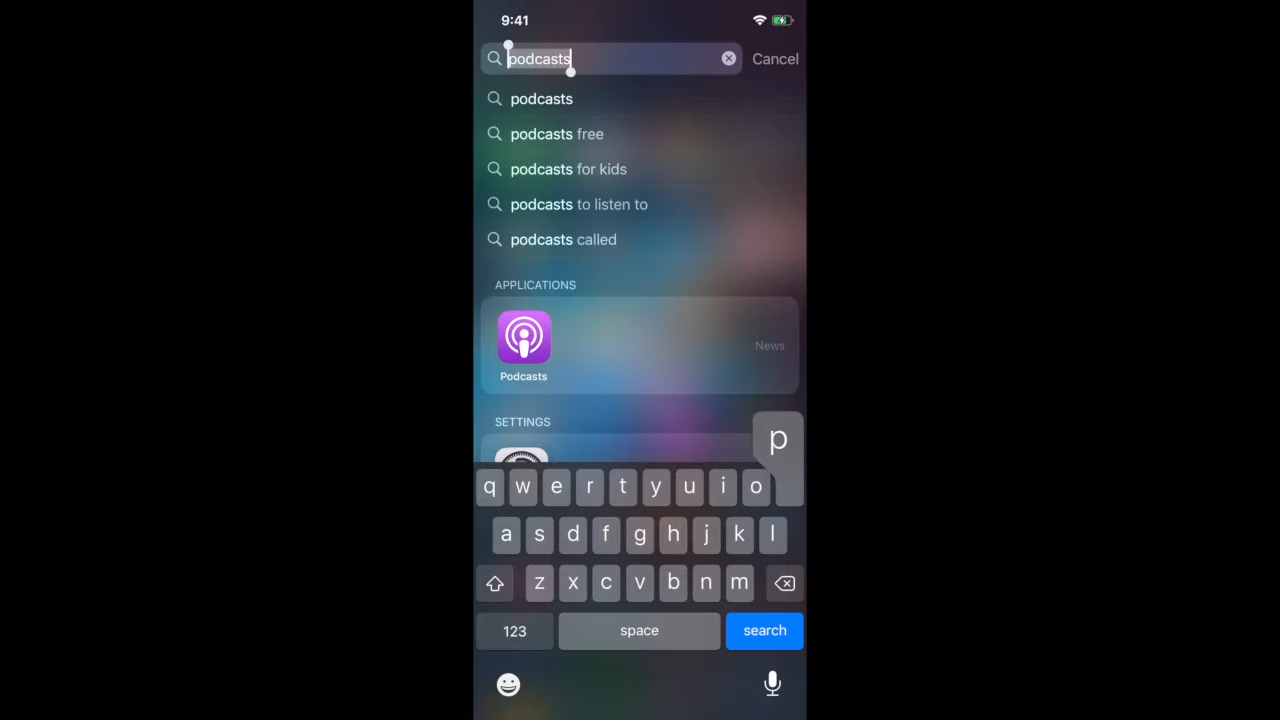 9:41
podcasts
Cancel
podcasts
podcasts free
podcasts for kids
podcasts to listen to
podcasts called
APPLICATIONS
News
Podcasts
SETTINGS
p
q w e r t y u i o
a s d f g h j k l
z x c v b n m
123 space search